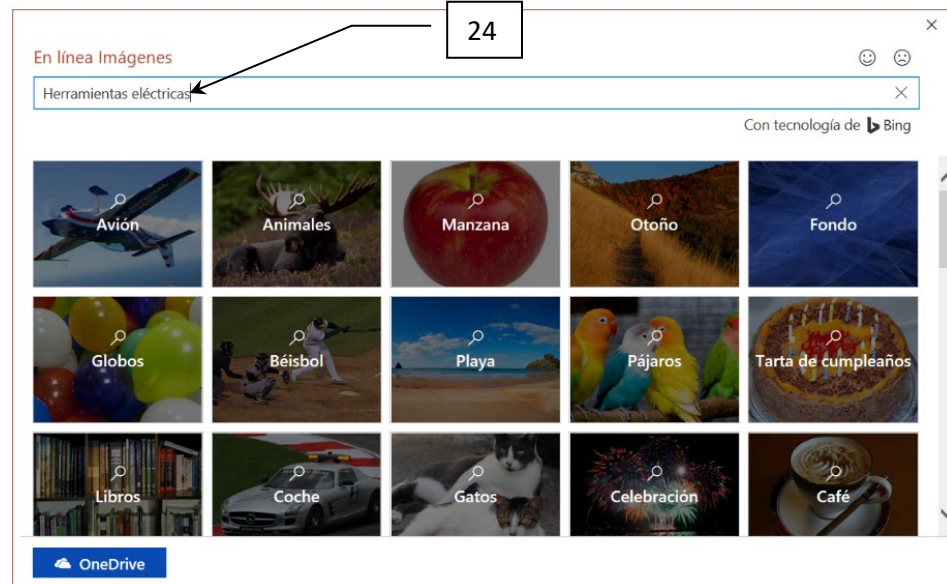 24
En línea Imágenes
Herramientas eléctricas
Con tecnología de Bing
Avión
Animales
Manzana
Otoño
Fondo
Globos
Béisbol
Playa
Pájaros
Tarta de cumpleaños
Libros
Coche
Gatos
Celebración
Café
OneDrive